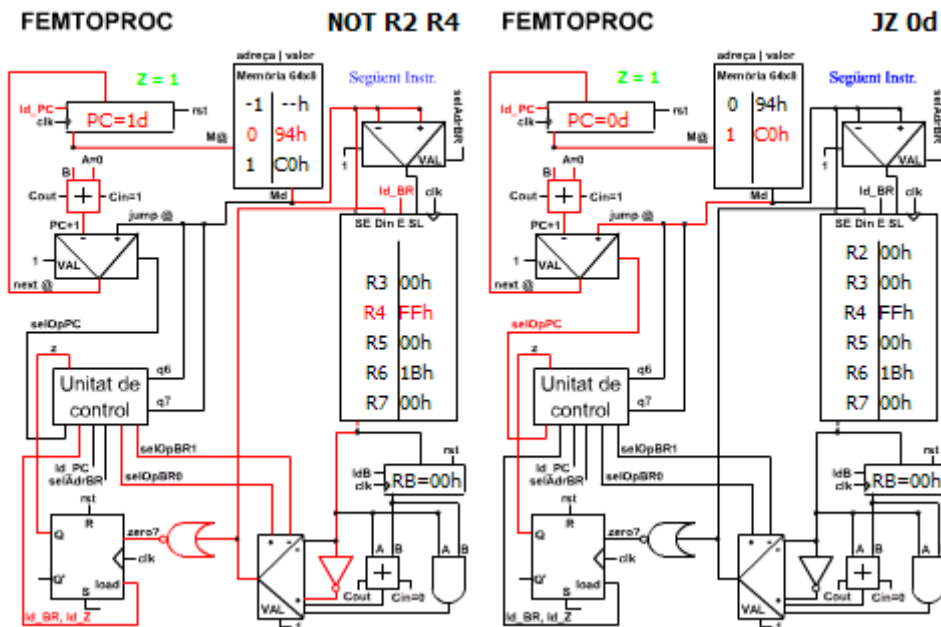 FEMTOPROC
NOT R2 R4
adreça | valor
Z = 1
Memòria 64x8
Següent Instr.
-1 --h
0 94h
1 C0h
ld_PC
clk
PC=1d
rst
M@
selAdrBR
1
VAL
A=0
B
Cout
+
Cin=1
Md
ld_BR
clk
jump @
PC+1
SE Din E SL
1
VAL
next @
R3 00h
R4 FFh
R5 00h
R6 1Bh
R7 00h
selOpPC
z
q6
Unitat de
control
q7
selOpBR1
ld_PC
selAdrBR
selOpBR0
rst
ldB
clk
RB=00h
rst
R
Q
zero?
clk
Q'
load
S
ld_BR, ld_Z
A B
A B
+
Cout
Cin=0
VAL
1
FEMTOPROC
JZ 0d
adreça | valor
Z = 1
Memòria 64x8
Següent Instr.
0 94h
1 C0h
ld_PC
clk
PC=0d
rst
M@
selAdrBR
1
VAL
A=0
B
Cout
+
Cin=1
Md
ld_BR
clk
jump @
PC+1
SE Din E SL
1
VAL
next @
R2 00h
R3 00h
R4 FFh
R5 00h
R6 1Bh
R7 00h
selOpPC
z
q6
Unitat de
control
q7
selOpBR1
ld_PC
selAdrBR
selOpBR0
rst
ldB
clk
RB=00h
rst
R
Q
zero?
clk
Q'
load
S
ld_BR, ld_Z
A B
A B
+
Cout
Cin=0
VAL
1